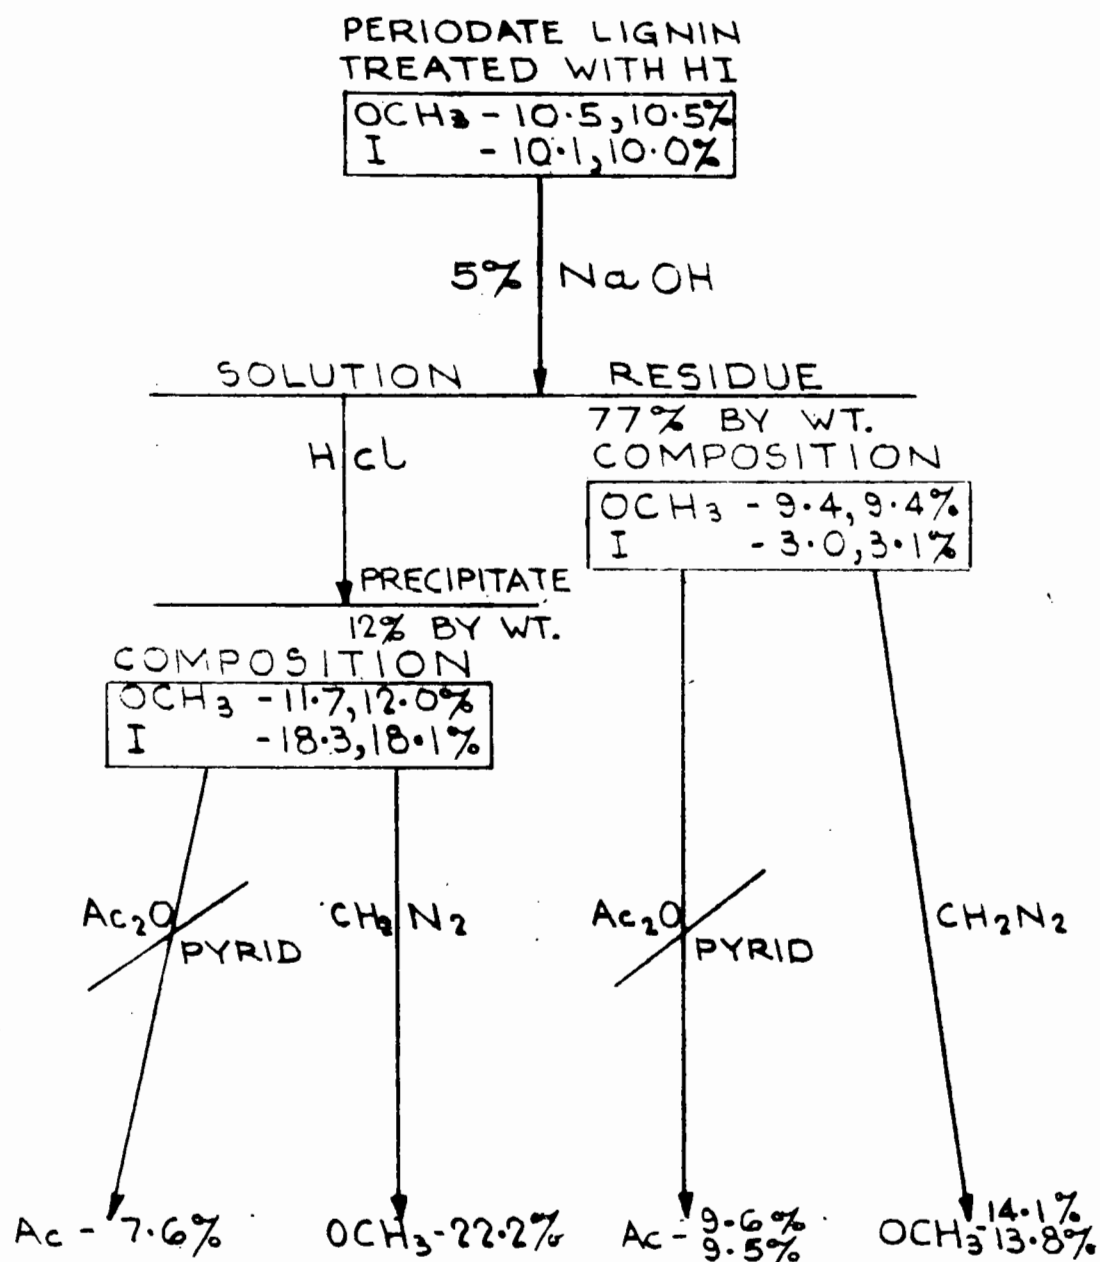 PERIODATE LIGNIN
TREATED WITH HI
OCH3 - 10.5, 10.5%
I - 10.1, 10.0%
5% NaOH
SOLUTION RESIDUE
77% BY WT.
COMPOSITION
OCH3 - 9.4, 9.4%
I - 3.0, 3.1%
HCl
PRECIPITATE
12% BY WT.
COMPOSITION
OCH3 - 11.7, 12.0%
I - 18.3, 18.1%
Ac2O PYRID
CH2N2
Ac2O PYRID
CH2N2
Ac - 7.6%
OCH3 - 22.2%
Ac - 9.6%
9.5%
OCH3 - 14.1%
13.8%